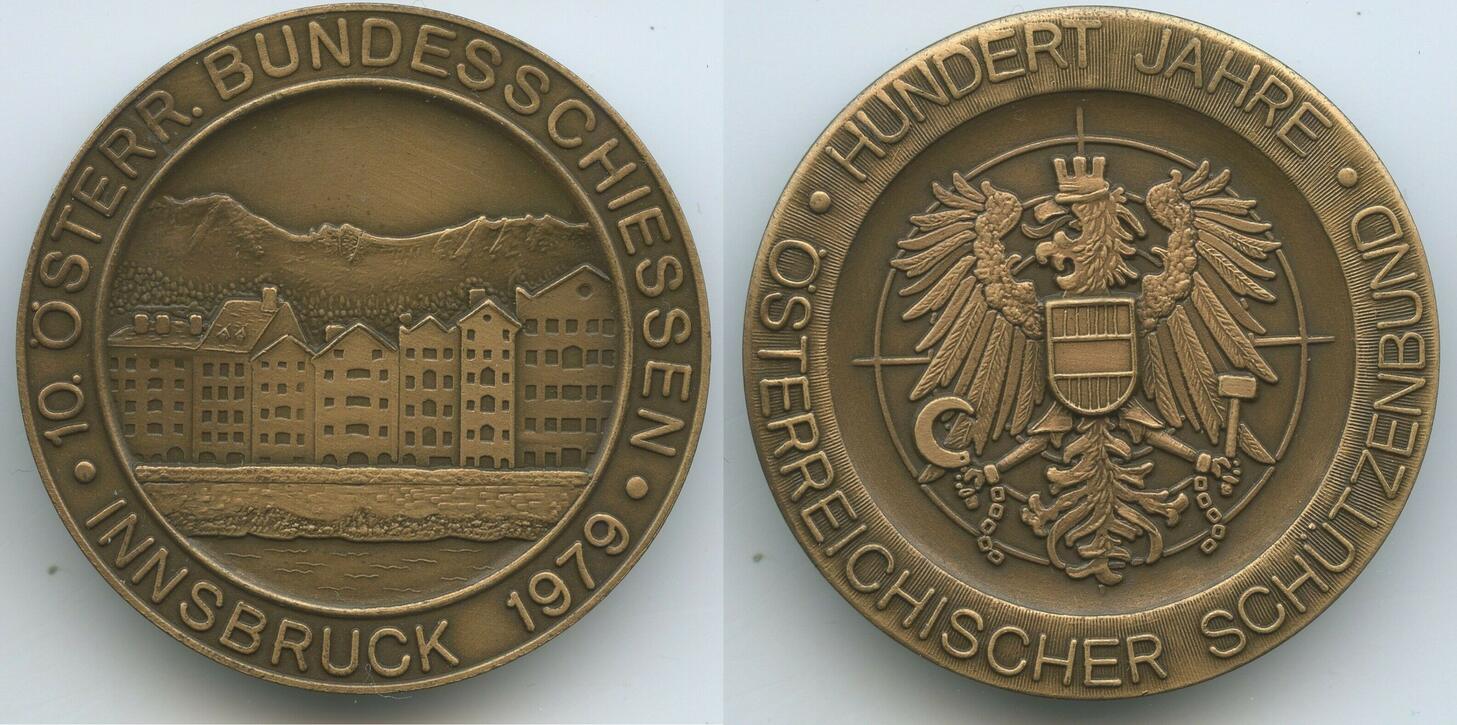 10. ÖSTERR. BUNDESSCHIESSEN
INNSBRUCK 1979
HUNDERT JAHRE
ÖSTERREICHISCHER SCHÜTZENBUND